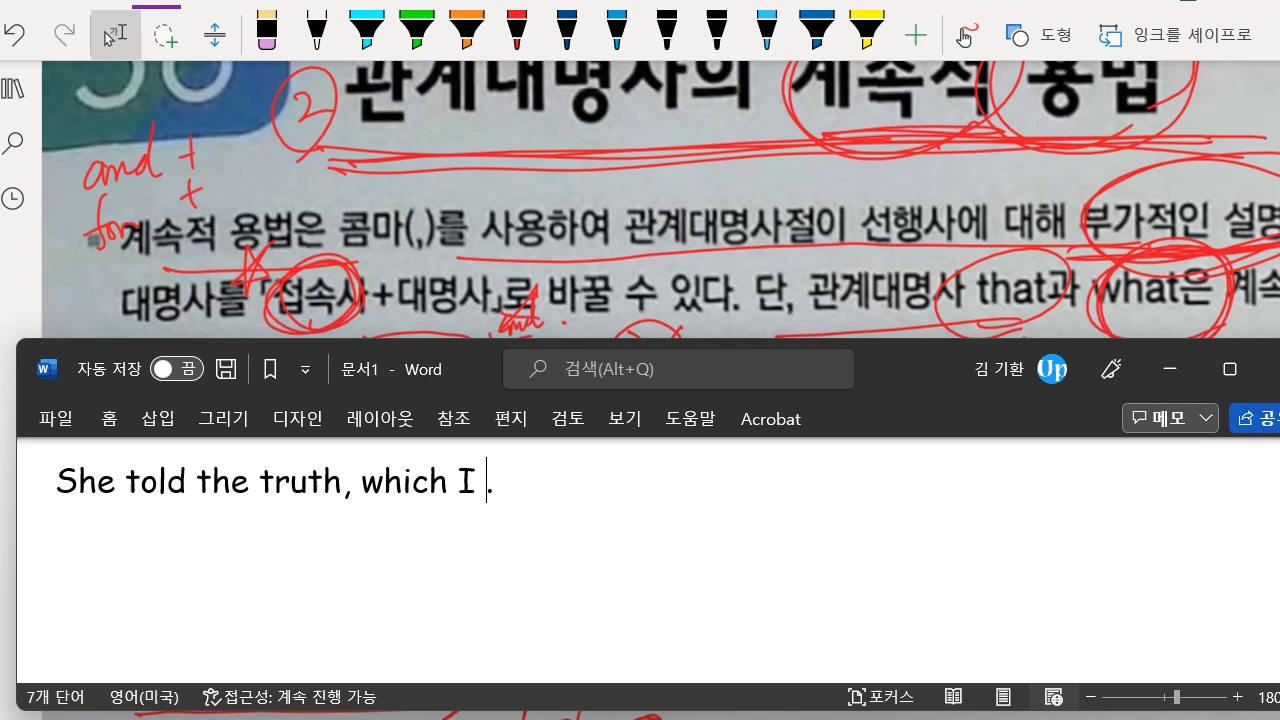 도형
잉크를 셰이프로
관계대명사의 계속적 용법
2
and +
for +
계속적 용법은 콤마(,)를 사용하여 관계대명사절이 선행사에 대해 부가적인 설명
대명사를 「접속사+대명사」로 바꿀 수 있다. 단, 관계대명사 that과 what은 계속
and
자동 저장 끔 문서1 - Word 검색(Alt+Q) 김 기환 Up
파일 홈 삽입 그리기 디자인 레이아웃 참조 편지 검토 보기 도움말 Acrobat 메모
She told the truth, which I .
7개 단어 영어(미국) 접근성: 계속 진행 가능 포커스 180